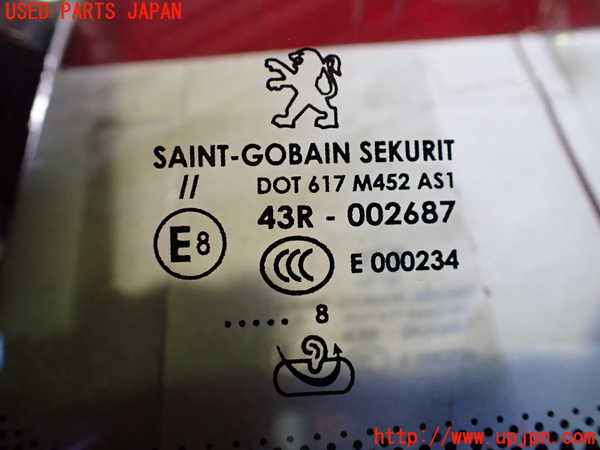 USED PARTS JAPAN
SAINT-GOBAIN SEKURIT
// DOT 617 M452 AS1
43R - 002687
E8
CCC E 000234
..... 8
http://www.upjpn.com/